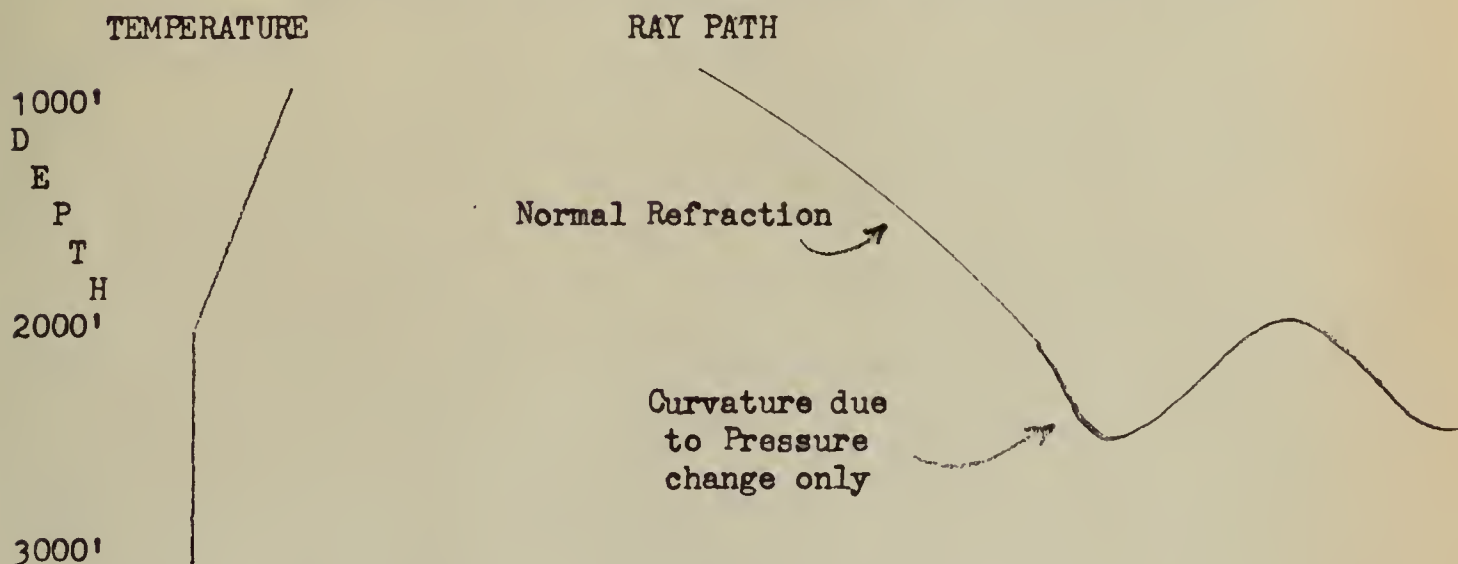 TEMPERATURE RAY PATH
1000'
D
E
P
T
H
Normal Refraction
2000'
Curvature due
to Pressure
change only
3000'